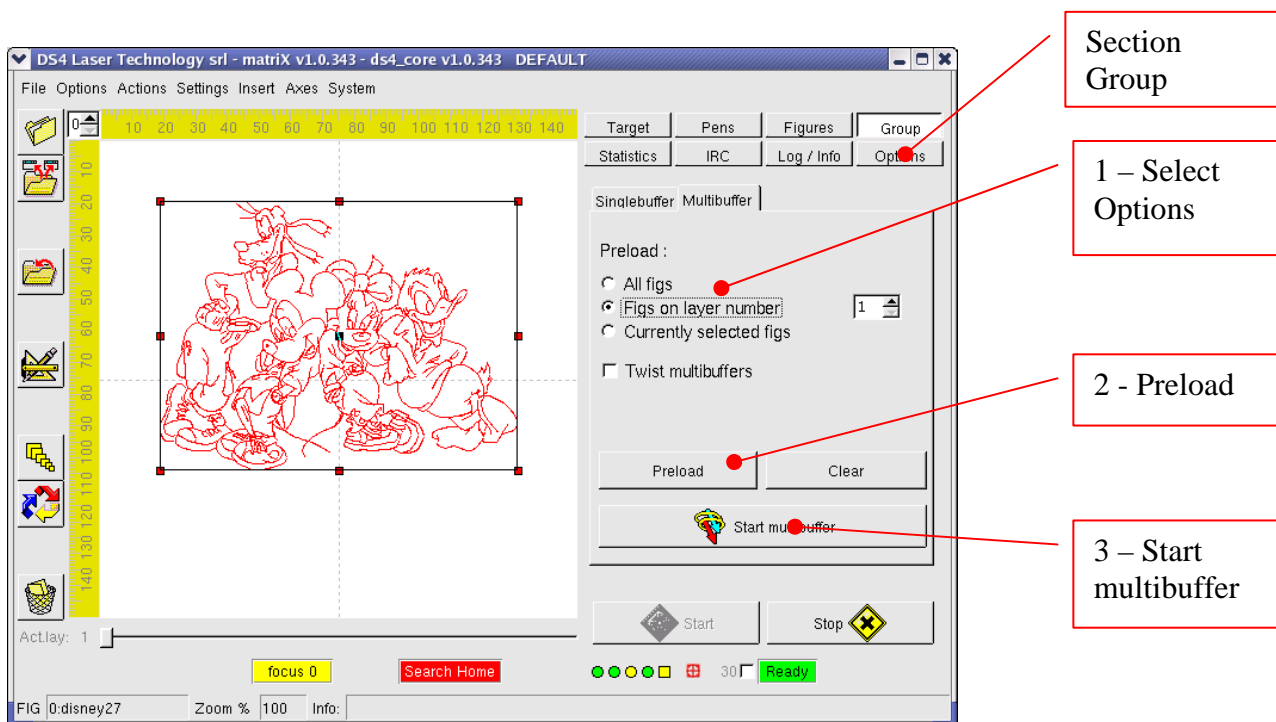 Section
Group
DS4 Laser Technology srl - matriX v1.0.343 - ds4_core v1.0.343 DEFAULT
File Options Actions Settings Insert Axes System
0 10 20 30 40 50 60 70 80 90 100 110 120 130 140
Target Pens Figures Group
Statistics IRC Log / Info Options
10 20 30 40 50 60 70 80 90 100 110 120 130 140
Singlebuffer Multibuffer
1 – Select
Options
Preload :
All figs
Figs on layer number 1
Currently selected figs
Twist multibuffers
2 - Preload
Preload Clear
Start multibuffer
3 – Start
multibuffer
Start Stop
Act.lay: 1
focus 0 Search Home 30 Ready
FIG 0:disney27 Zoom % 100 Info: